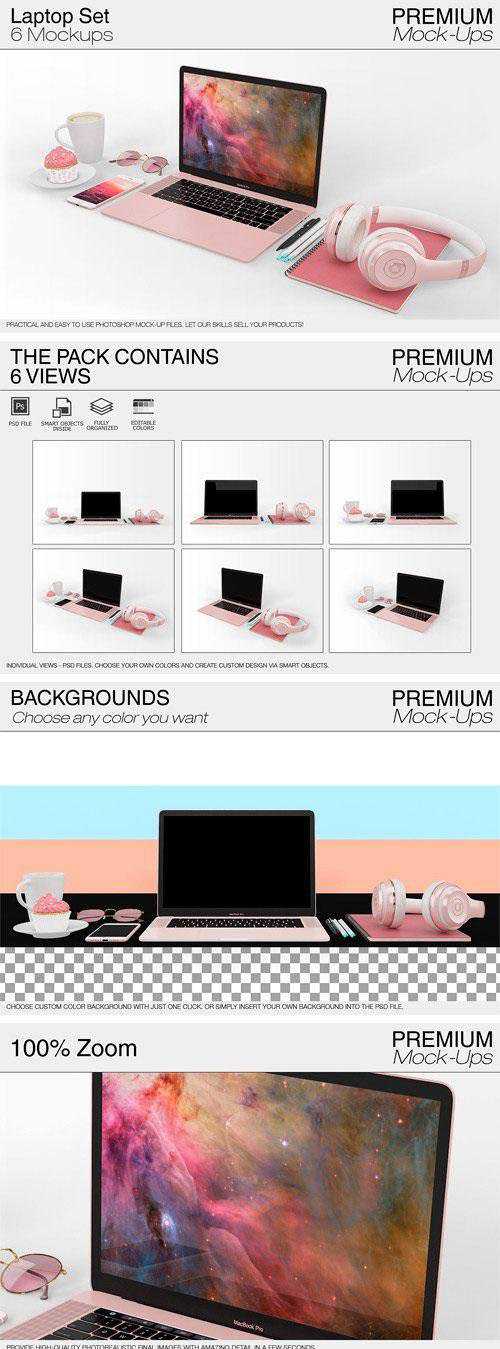 Laptop Set
6 Mockups
PREMIUM
Mock-Ups
PRACTICAL AND EASY TO USE PHOTOSHOP MOCK-UP FILES. LET OUR SKILLS SELL YOUR PRODUCTS!
THE PACK CONTAINS
6 VIEWS
PREMIUM
Mock-Ups
Ps
PSD FILE
SMART OBJECTS
INSIDE
FULLY
ORGANIZED
EDITABLE
COLORS
INDIVIDUAL VIEWS - PSD FILES. CHOOSE YOUR OWN COLORS AND CREATE CUSTOM DESIGN VIA SMART OBJECTS.
BACKGROUNDS
Choose any color you want
PREMIUM
Mock-Ups
CHOOSE CUSTOM COLOR BACKGROUND WITH JUST ONE CLICK. OR SIMPLY INSERT YOUR OWN BACKGROUND INTO THE PSD FILE.
100% Zoom
PREMIUM
Mock-Ups
MacBook Pro
PROVIDE HIGH-QUALITY PHOTOREALISTIC FINAL IMAGES WITH AMAZING DETAIL IN A FEW SECONDS.